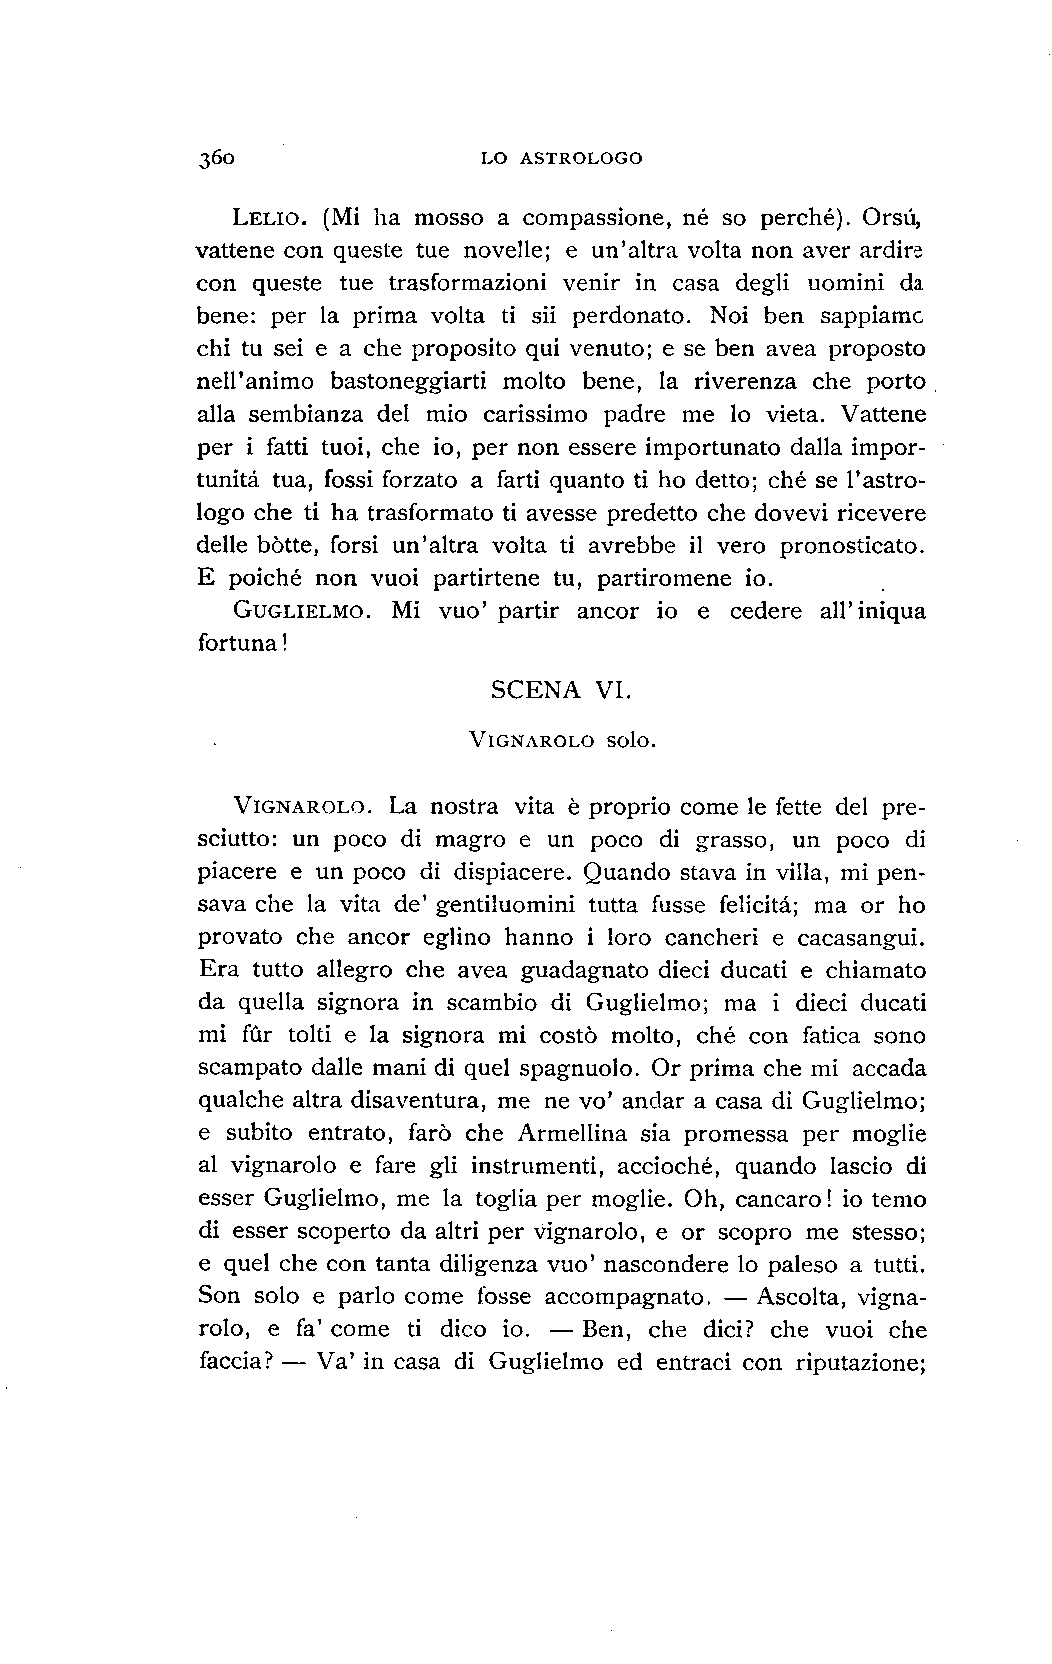 360 LO ASTROLOGO
LELIO. (Mi ha mosso a compassione, né so perché). Orsú,
vattene con queste tue novelle; e un'altra volta non aver ardire
con queste tue trasformazioni venir in casa degli uomini da
bene: per la prima volta ti sii perdonato. Noi ben sappiamo
chi tu sei e a che proposito qui venuto; e se ben avea proposto
nell'animo bastoneggiarti molto bene, la riverenza che porto
alla sembianza del mio carissimo padre me lo vieta. Vattene
per i fatti tuoi, che io, per non essere importunato dalla impor-
tunitá tua, fossi forzato a farti quanto ti ho detto; ché se l'astro-
logo che ti ha trasformato ti avesse predetto che dovevi ricevere
delle bòtte, forsi un'altra volta ti avrebbe il vero pronosticato.
E poiché non vuoi partirtene tu, partiromene io.
GUGLIELMO. Mi vuo' partir ancor io e cedere all'iniqua
fortuna!
SCENA VI.
VIGNAROLO solo.
VIGNAROLO. La nostra vita è proprio come le fette del pre-
sciutto: un poco di magro e un poco di grasso, un poco di
piacere e un poco di dispiacere. Quando stava in villa, mi pen-
sava che la vita de' gentiluomini tutta fusse felicitá; ma or ho
provato che ancor eglino hanno i loro cancheri e cacasangui.
Era tutto allegro che avea guadagnato dieci ducati e chiamato
da quella signora in scambio di Guglielmo; ma i dieci ducati
mi fûr tolti e la signora mi costò molto, ché con fatica sono
scampato dalle mani di quel spagnuolo. Or prima che mi accada
qualche altra disaventura, me ne vo' andar a casa di Guglielmo;
e subito entrato, farò che Armellina sia promessa per moglie
al vignarolo e fare gli instrumenti, accioché, quando lascio di
esser Guglielmo, me la toglia per moglie. Oh, cancaro! io temo
di esser scoperto da altri per vignarolo, e or scopro me stesso;
e quel che con tanta diligenza vuo' nascondere lo paleso a tutti.
Son solo e parlo come fosse accompagnato. — Ascolta, vigna-
rolo, e fa' come ti dico io. — Ben, che dici? che vuoi che
faccia? — Va' in casa di Guglielmo ed entraci con riputazione;